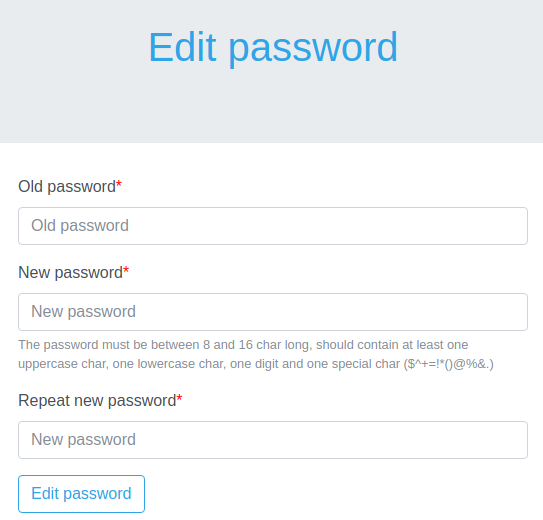 Edit password
Old password*
Old password
New password*
New password
The password must be between 8 and 16 char long, should contain at least one
uppercase char, one lowercase char, one digit and one special char ($^+=!*()@%&.)
Repeat new password*
New password
Edit password